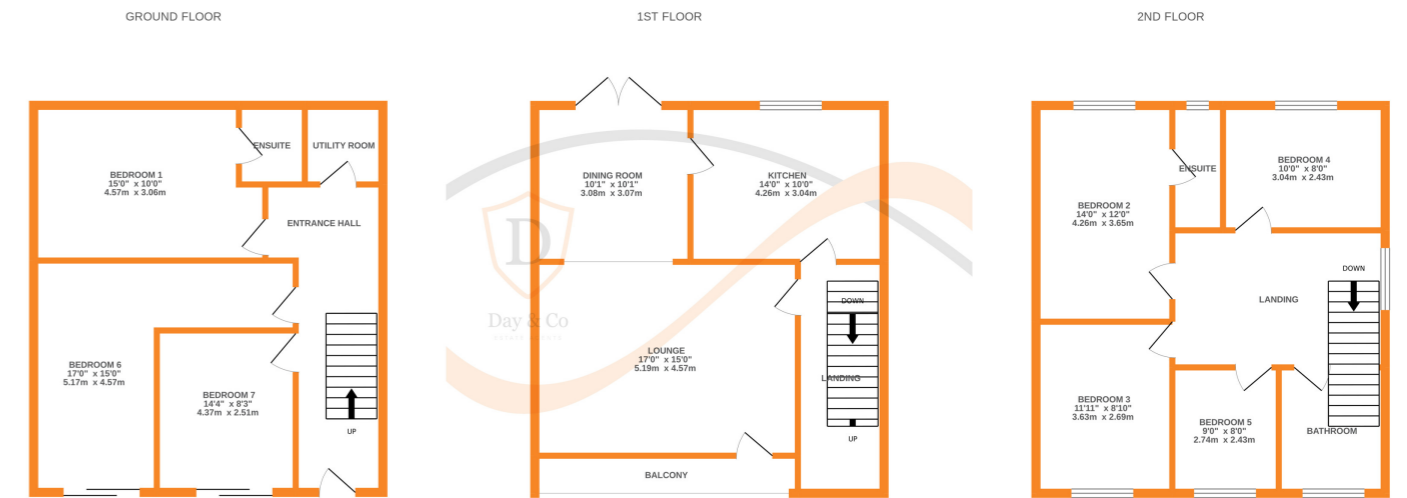 GROUND FLOOR
BEDROOM 1
15'0" x 10'0"
4.57m x 3.06m
ENSUITE
UTILITY ROOM
ENTRANCE HALL
BEDROOM 6
17'0" x 15'0"
5.17m x 4.57m
BEDROOM 7
14'4" x 8'3"
4.37m x 2.51m
UP
1ST FLOOR
DINING ROOM
10'1" x 10'1"
3.08m x 3.07m
KITCHEN
14'0" x 10'0"
4.26m x 3.04m
D
Day & Co
LOUNGE
17'0" x 15'0"
5.19m x 4.57m
DOWN
LANDING
UP
BALCONY
2ND FLOOR
BEDROOM 2
14'0" x 12'0"
4.26m x 3.65m
ENSUITE
BEDROOM 4
10'0" x 8'0"
3.04m x 2.43m
DOWN
LANDING
BEDROOM 3
11'11" x 8'10"
3.63m x 2.69m
BEDROOM 5
9'0" x 8'0"
2.74m x 2.43m
BATHROOM